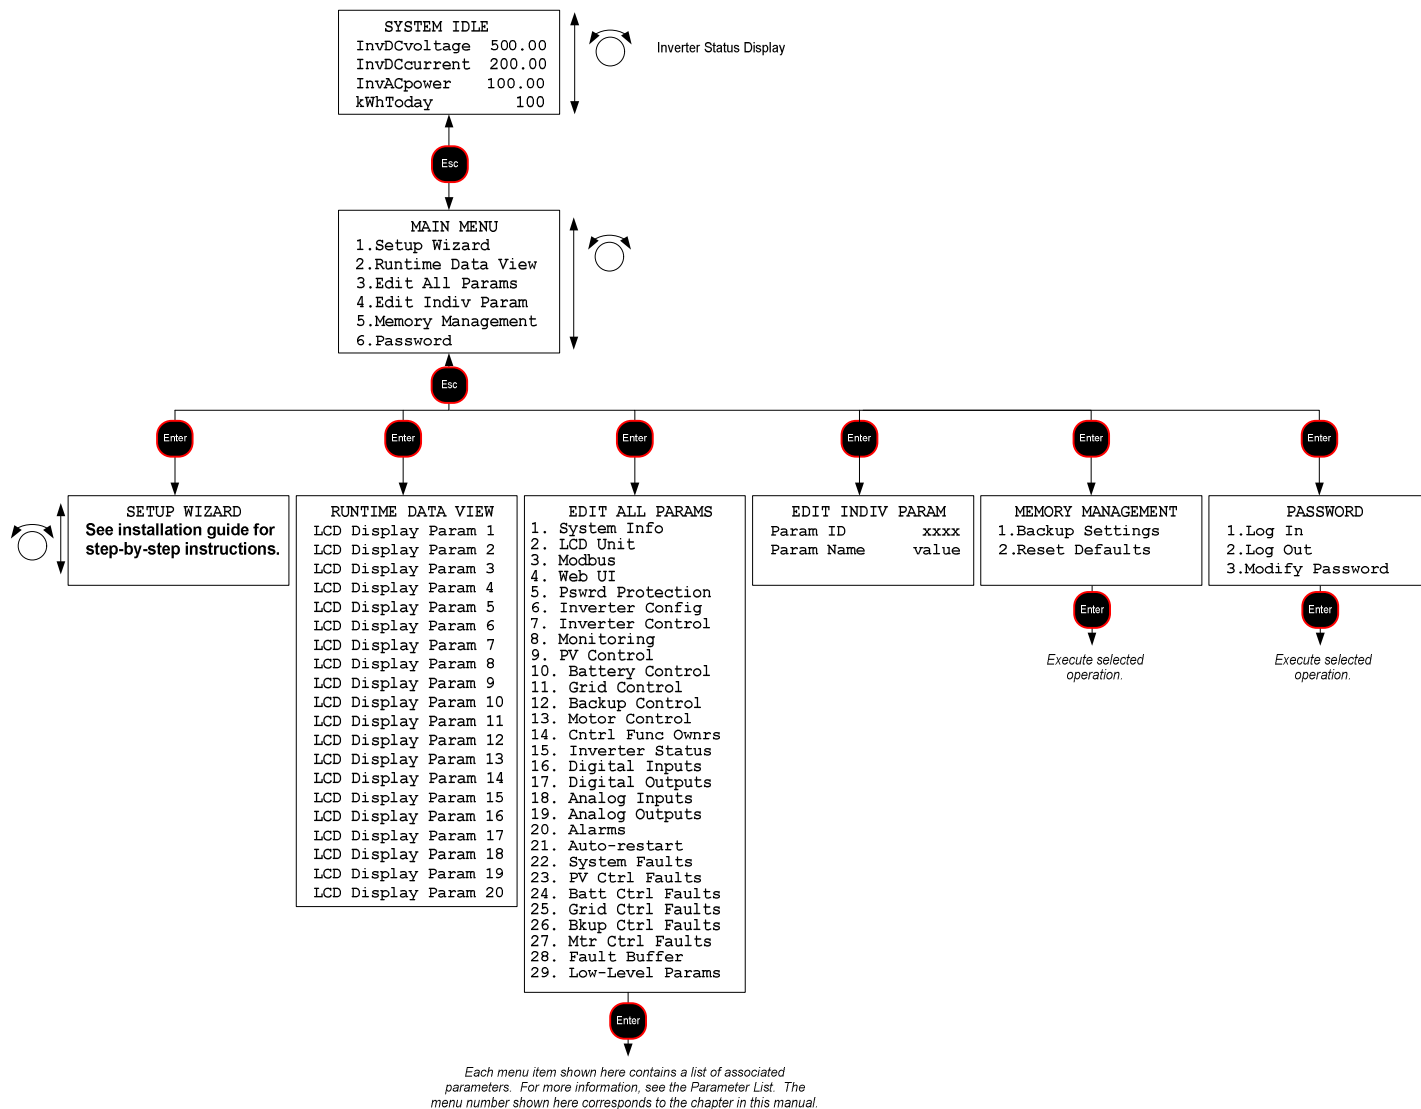 SYSTEM IDLE
InvDCvoltage 500.00
InvDCcurrent 200.00
InvACpower 100.00
kWhToday 100
Inverter Status Display
Esc
MAIN MENU
1.Setup Wizard
2.Runtime Data View
3.Edit All Params
4.Edit Indiv Param
5.Memory Management
6.Password
Esc
Enter
Enter
Enter
Enter
Enter
Enter
SETUP WIZARD
See installation guide for
step-by-step instructions.
RUNTIME DATA VIEW
LCD Display Param 1
LCD Display Param 2
LCD Display Param 3
LCD Display Param 4
LCD Display Param 5
LCD Display Param 6
LCD Display Param 7
LCD Display Param 8
LCD Display Param 9
LCD Display Param 10
LCD Display Param 11
LCD Display Param 12
LCD Display Param 13
LCD Display Param 14
LCD Display Param 15
LCD Display Param 16
LCD Display Param 17
LCD Display Param 18
LCD Display Param 19
LCD Display Param 20
EDIT ALL PARAMS
1. System Info
2. LCD Unit
3. Modbus
4. Web UI
5. Pswrd Protection
6. Inverter Config
7. Inverter Control
8. Monitoring
9. PV Control
10. Battery Control
11. Grid Control
12. Backup Control
13. Motor Control
14. Cntrl Func Ownrs
15. Inverter Status
16. Digital Inputs
17. Digital Outputs
18. Analog Inputs
19. Analog Outputs
20. Alarms
21. Auto-restart
22. System Faults
23. PV Ctrl Faults
24. Batt Ctrl Faults
25. Grid Ctrl Faults
26. Bkup Ctrl Faults
27. Mtr Ctrl Faults
28. Fault Buffer
29. Low-Level Params
Enter
Each menu item shown here contains a list of associated
parameters. For more information, see the Parameter List. The
menu number shown here corresponds to the chapter in this manual.
EDIT INDIV PARAM
Param ID xxxx
Param Name value
MEMORY MANAGEMENT
1.Backup Settings
2.Reset Defaults
Enter
Execute selected
operation.
PASSWORD
1.Log In
2.Log Out
3.Modify Password
Enter
Execute selected
operation.